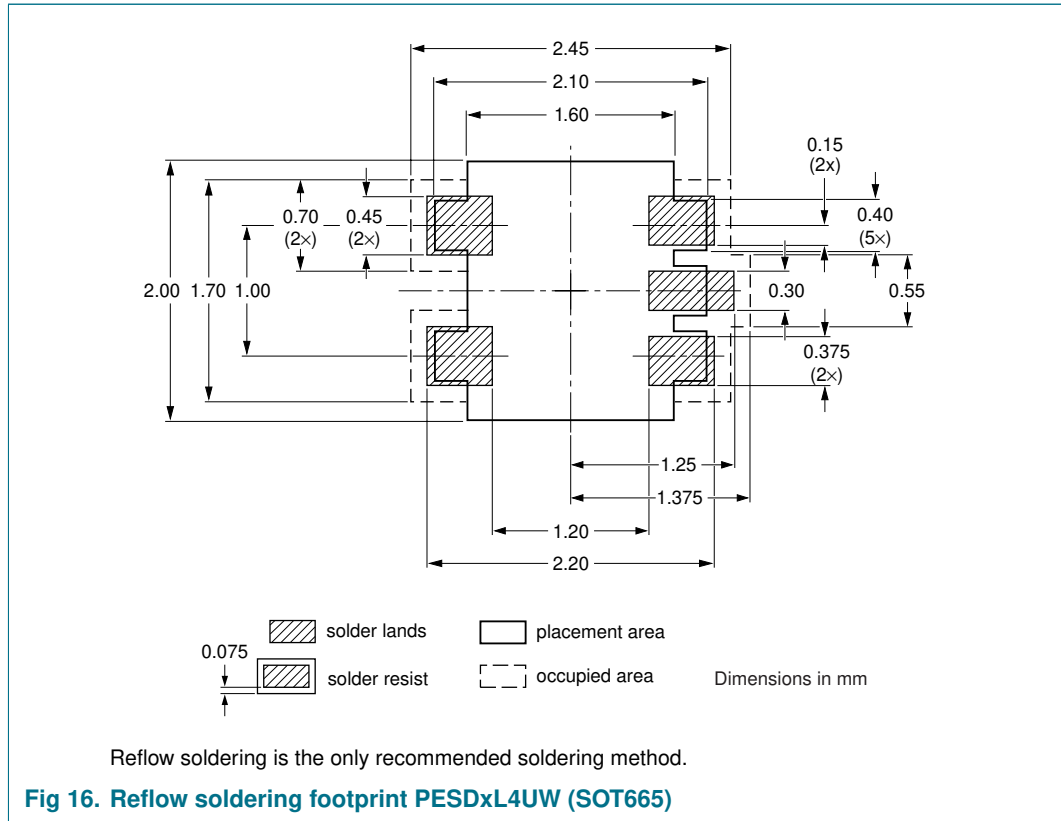 2.45
2.10
1.60
0.15
(2x)
0.70
(2×)
0.45
(2×)
0.40
(5×)
2.00
1.70
1.00
0.30
0.55
0.375
(2×)
1.25
1.375
1.20
2.20
solder lands
placement area
0.075
solder resist
occupied area
Dimensions in mm
Reflow soldering is the only recommended soldering method.
Fig 16. Reflow soldering footprint PESDxL4UW (SOT665)